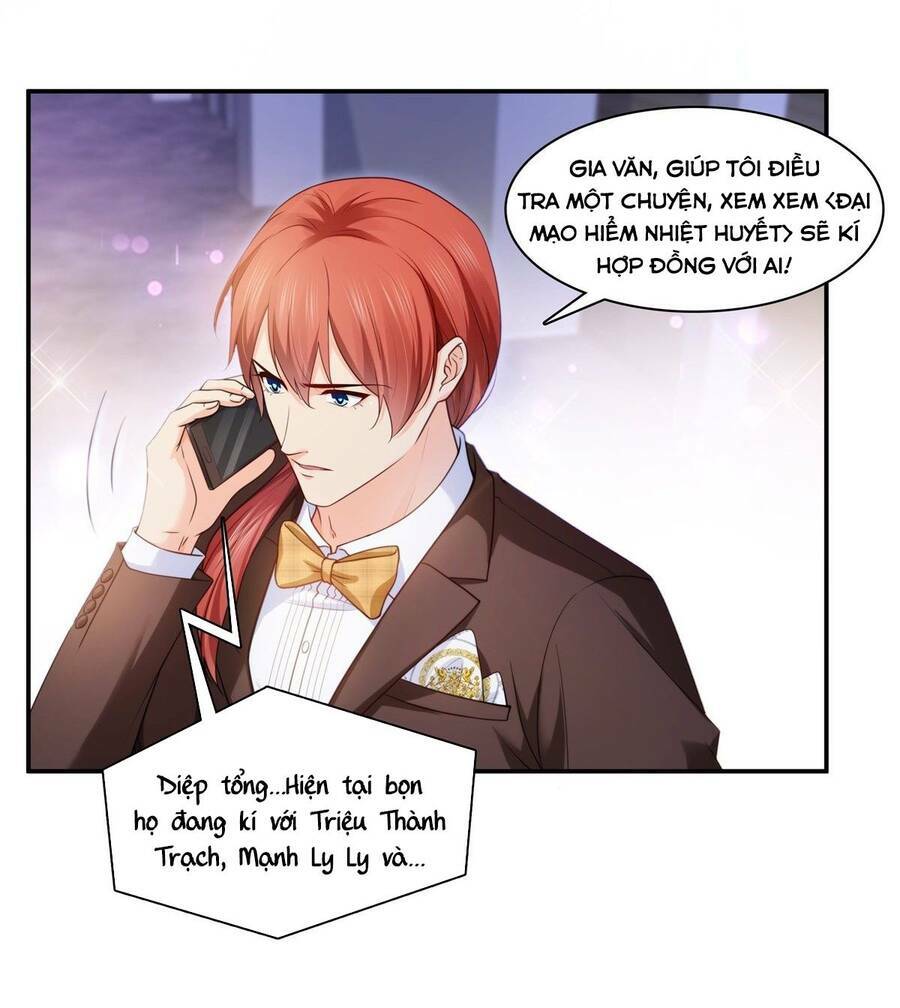 GIA VĂN, GIÚP TÔI ĐIỀU
TRA MỘT CHUYỆN, XEM XEM <ĐẠI
MẠO HIỂM NHIỆT HUYẾT> SẼ KÍ
HỢP ĐỒNG VỚI AI!
Diệp tổng...Hiện tại bọn
họ đang kí với Triệu Thành
Trạch, Mạnh Ly Ly và...